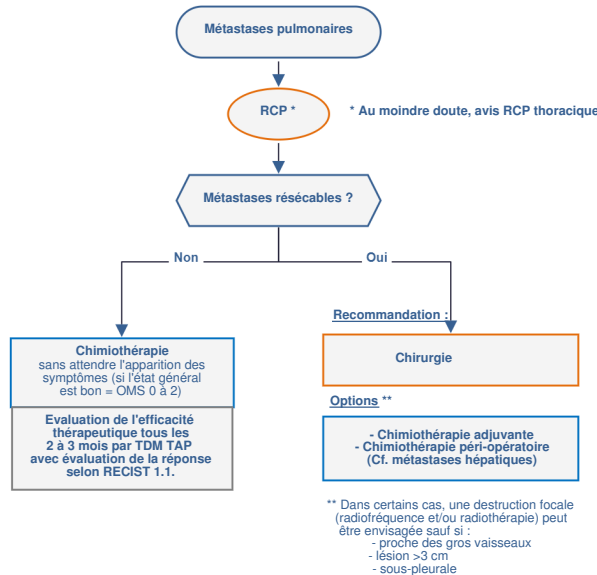 Métastases pulmonaires
RCP *
* Au moindre doute, avis RCP thoracique
Métastases résécables ?
Non
Oui
Recommandation :
Chimiothérapie
sans attendre l'apparition des
symptômes (si l'état général
est bon = OMS 0 à 2)
Evaluation de l'efficacité
thérapeutique tous les
2 à 3 mois par TDM TAP
avec évaluation de la réponse
selon RECIST 1.1.
Chirurgie
Options **
- Chimiothérapie adjuvante
- Chimiothérapie péri-opératoire
(Cf. métastases hépatiques)
** Dans certains cas, une destruction focale
(radiofréquence et/ou radiothérapie) peut
être envisagée sauf si :
- proche des gros vaisseaux
- lésion >3 cm
- sous-pleurale